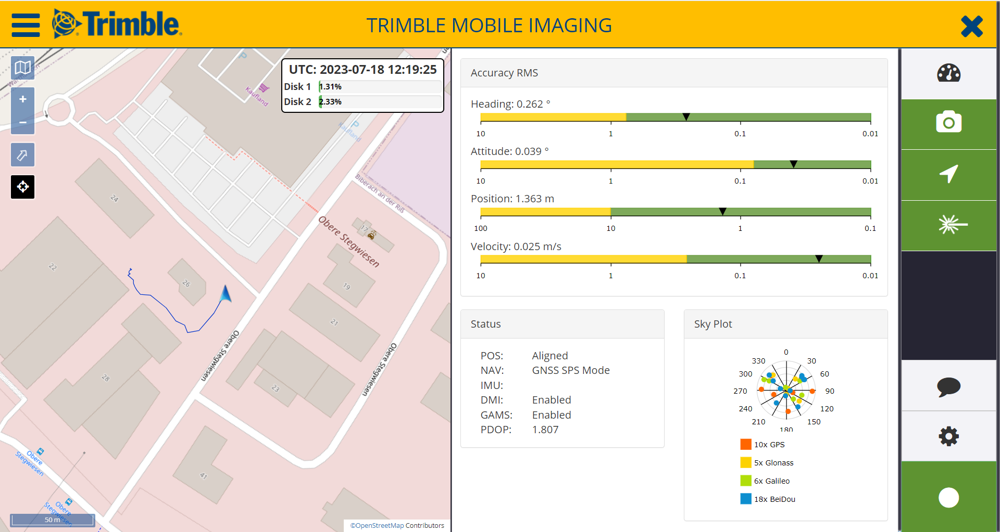 Trimble
TRIMBLE MOBILE IMAGING
UTC: 2023-07-18 12:19:25
Disk 1 1.31%
Disk 2 2.33%
+
−
P
Kaufland
P
Kaufland
Biberach an der Riß
Obere Stegwiesen
24
17
22
26
19
21
Obere Stegwiesen
Obere Stegwiesen
28
23
41
Obere
Stegwiesen
Obere
Stegwiesen
50 m
©OpenStreetMap Contributors
Accuracy RMS
Heading: 0.262 °
10 1 0.1 0.01
Attitude: 0.039 °
10 1 0.1 0.01
Position: 1.363 m
100 10 1 0.1
Velocity: 0.025 m/s
10 1 0.1 0.01
Status
POS: Aligned
NAV: GNSS SPS Mode
IMU:
DMI: Enabled
GAMS: Enabled
PDOP: 1.807
Sky Plot
0
330 30
300 60
270 90
240 120
210 150
180
10x GPS
5x Glonass
6x Galileo
18x BeiDou